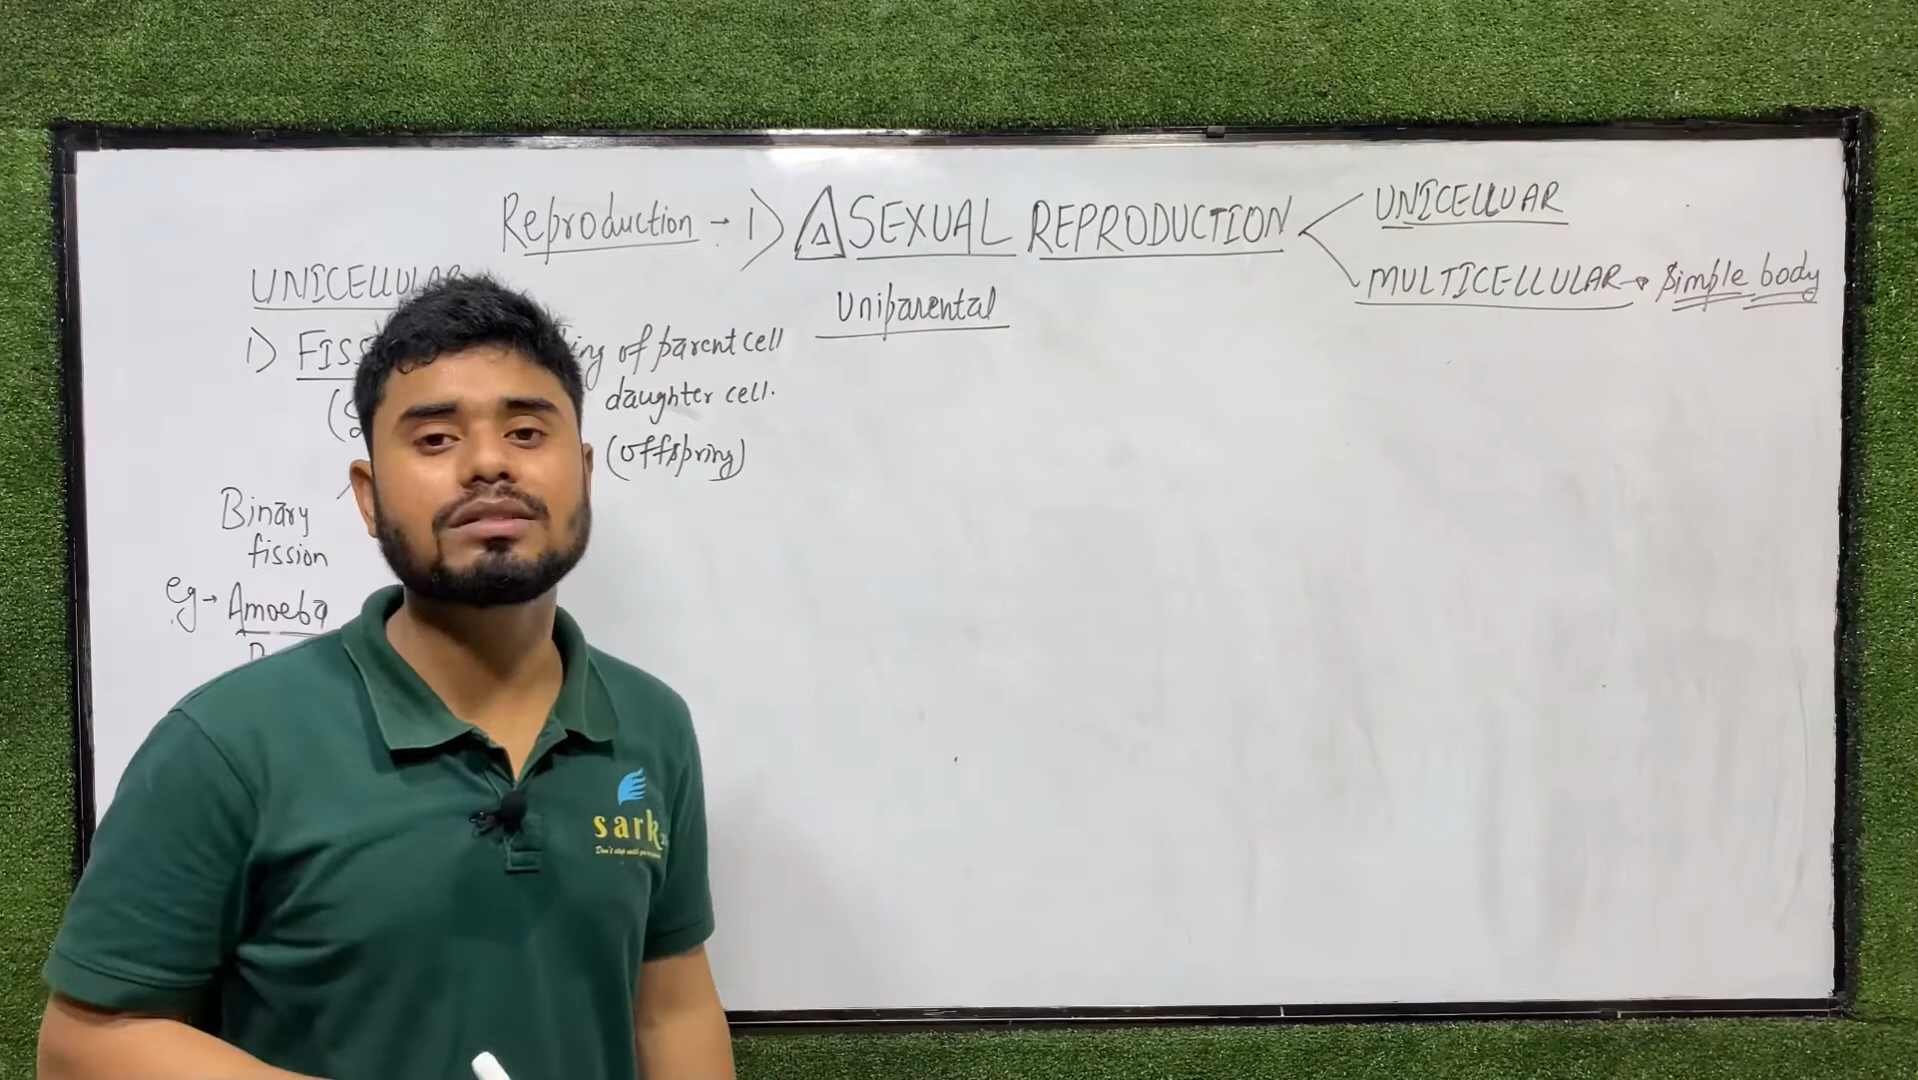 Reproduction → 1) ASEXUAL REPRODUCTION
UNICELLUAR
MULTICELLULAR → Simple body
Uniparental
UNICELLULAR
1) FISS
of parent cell
daughter cell.
(offspring)
Binary
fission
eg → Amoeba
sark